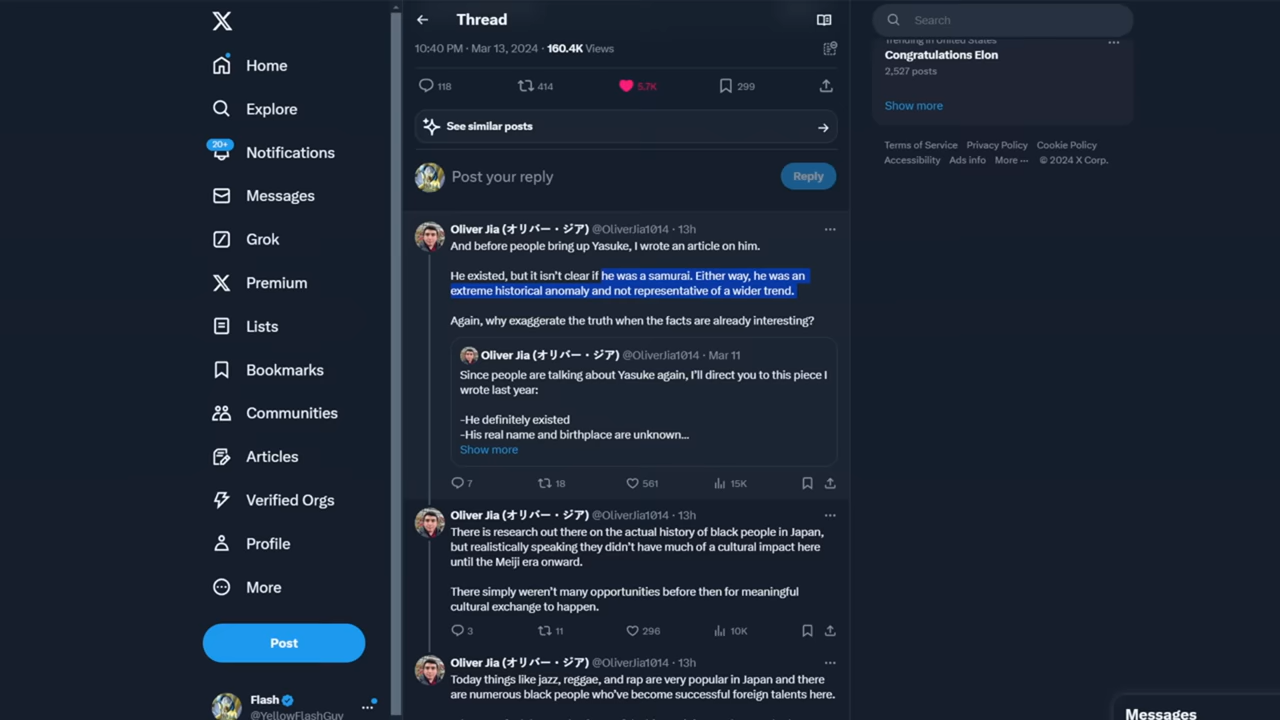 Home
Explore
20+
Notifications
Messages
Grok
Premium
Lists
Bookmarks
Communities
Articles
Verified Orgs
Profile
More
Post
Flash
@YellowFlashGuy
Thread
10:40 PM · Mar 13, 2024 · 160.4K Views
118 414 5.7K 299
See similar posts
Post your reply
Reply
Oliver Jia (オリバー・ジア) @OliverJia1014 · 13h
And before people bring up Yasuke, I wrote an article on him.
He existed, but it isn't clear if he was a samurai. Either way, he was an
extreme historical anomaly and not representative of a wider trend.
Again, why exaggerate the truth when the facts are already interesting?
Oliver Jia (オリバー・ジア) @OliverJia1014 · Mar 11
Since people are talking about Yasuke again, I'll direct you to this piece I
wrote last year:
-He definitely existed
-His real name and birthplace are unknown...
Show more
7 18 561 15K
Oliver Jia (オリバー・ジア) @OliverJia1014 · 13h
There is research out there on the actual history of black people in Japan,
but realistically speaking they didn't have much of a cultural impact here
until the Meiji era onward.
There simply weren't many opportunities before then for meaningful
cultural exchange to happen.
3 11 296 10K
Oliver Jia (オリバー・ジア) @OliverJia1014 · 13h
Today things like jazz, reggae, and rap are very popular in Japan and there
are numerous black people who've become successful foreign talents here.
Search
Trending in United States
Congratulations Elon
2,527 posts
Show more
Terms of Service Privacy Policy Cookie Policy
Accessibility Ads info More ··· © 2024 X Corp.
Messages